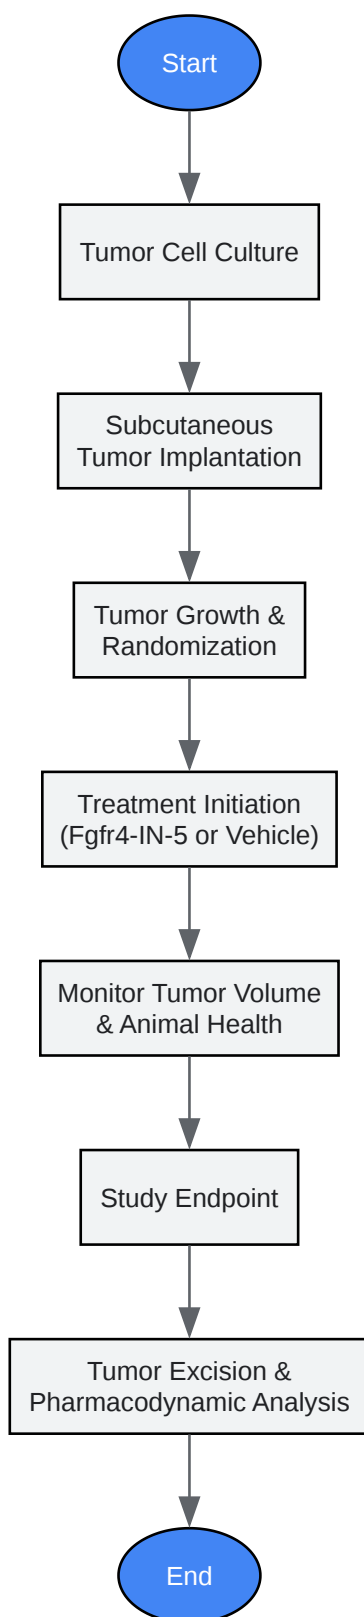 Start
Tumor Cell Culture
Subcutaneous
Tumor Implantation
Tumor Growth &
Randomization
Treatment Initiation
(Fgfr4-IN-5 or Vehicle)
Monitor Tumor Volume
& Animal Health
Study Endpoint
Tumor Excision &
Pharmacodynamic Analysis
End